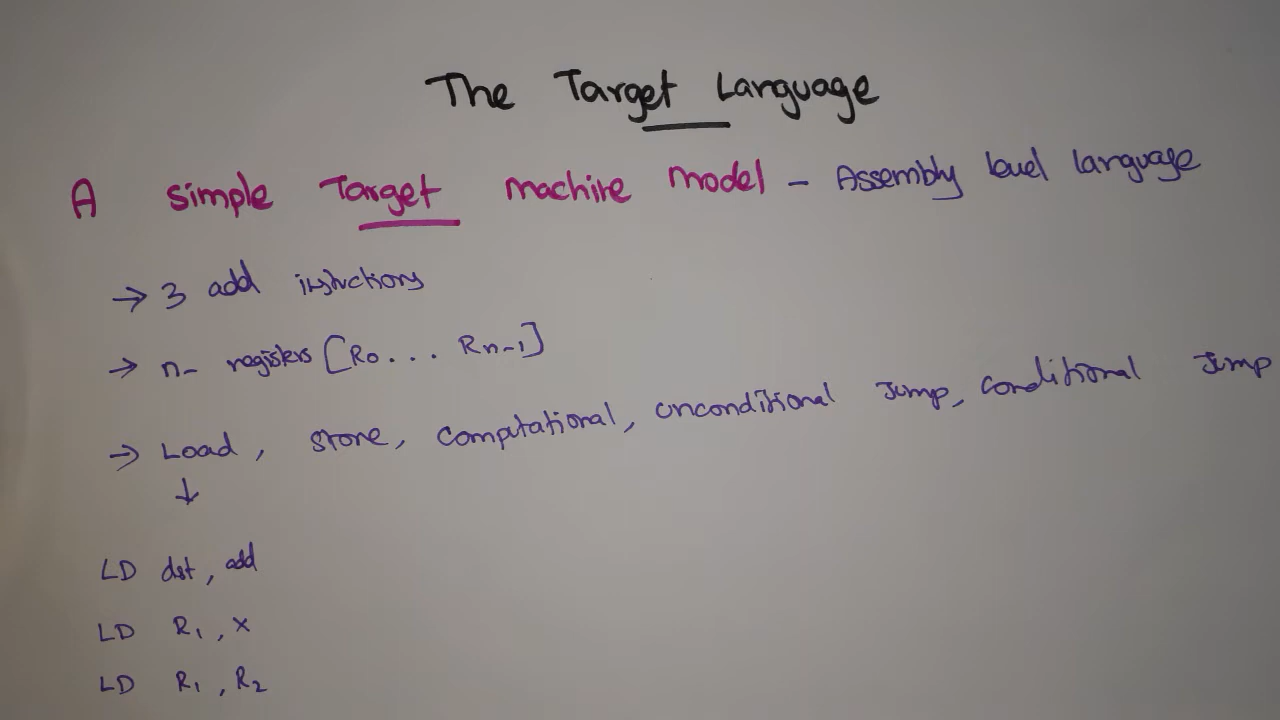 The Target Language
A simple Target machine model - Assembly level language
→ 3 add instructions
→ n- registers [R0 . . . Rn-1]
→ Load, store, computational, unconditional Jump, conditional Jump
↓
LD dst, add
LD R1, x
LD R1, R2